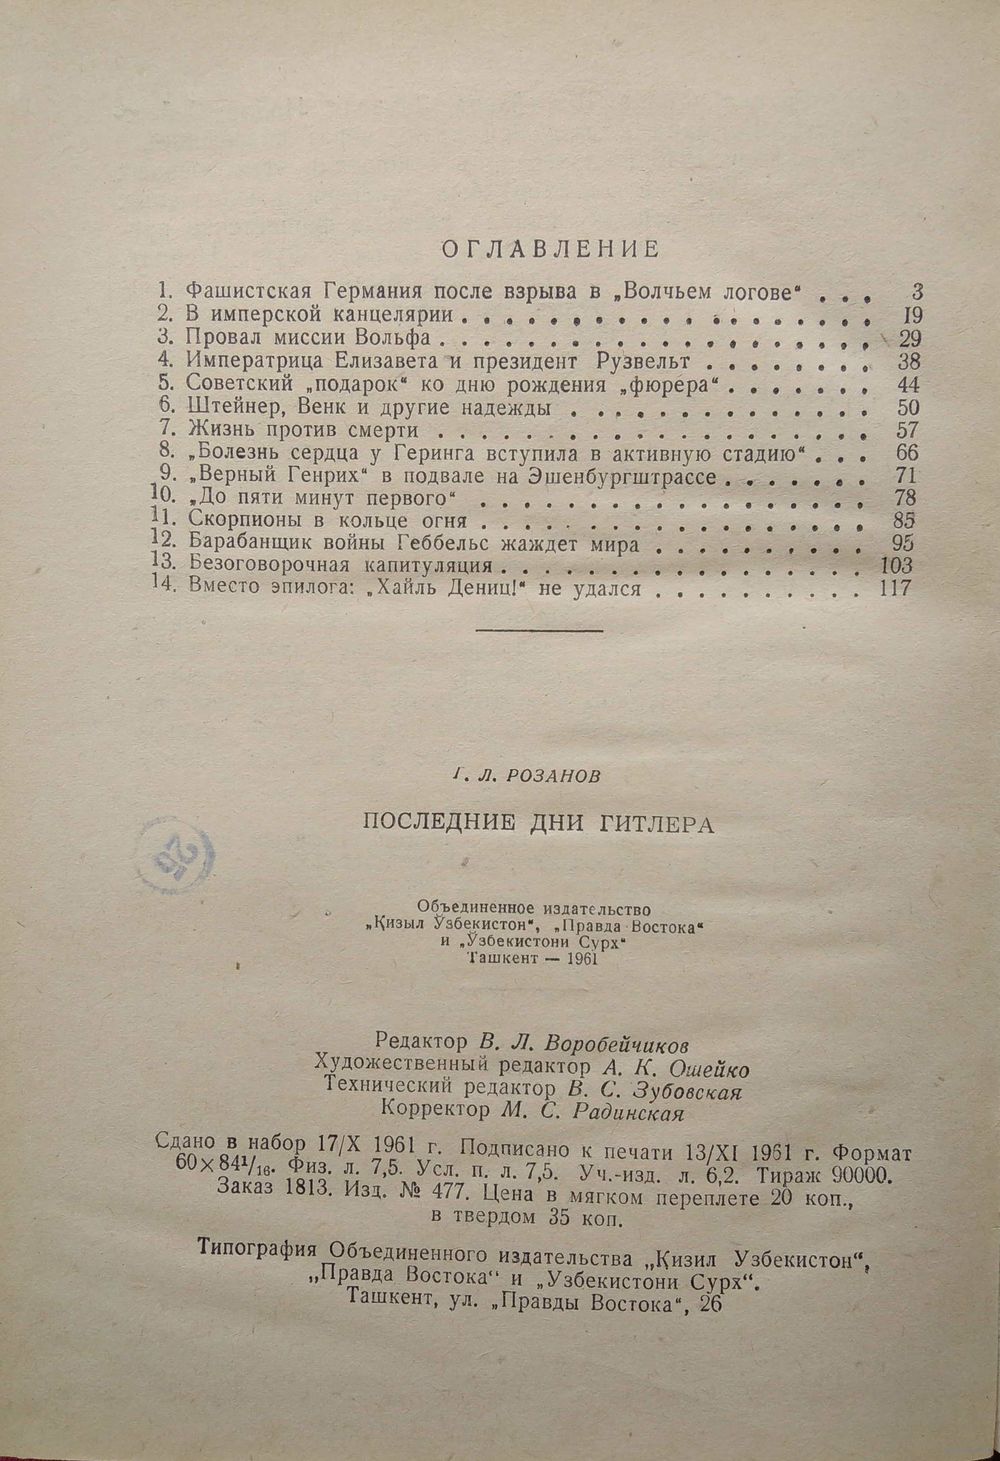 ОГЛАВЛЕНИЕ
1. Фашистская Германия после взрыва в „Волчьем логове“ . . . 3
2. В имперской канцелярии . . . . . . . . . . . . . . . . . . . 19
3. Провал миссии Вольфа . . . . . . . . . . . . . . . . . . . . 29
4. Императрица Елизавета и президент Рузвельт . . . . . . . . 38
5. Советский „подарок“ ко дню рождения „фюрера“ . . . . . . . 44
6. Штейнер, Венк и другие надежды . . . . . . . . . . . . . . 50
7. Жизнь против смерти . . . . . . . . . . . . . . . . . . . . 57
8. „Болезнь сердца у Геринга вступила в активную стадию“ . . . 66
9. „Верный Генрих“ в подвале на Эшенбургштрассе . . . . . . . 71
10. „До пяти минут первого“ . . . . . . . . . . . . . . . . . . 78
11. Скорпионы в кольце огня . . . . . . . . . . . . . . . . . . 85
12. Барабанщик войны Геббельс жаждет мира . . . . . . . . . . 95
13. Безоговорочная капитуляция . . . . . . . . . . . . . . . . . 103
14. Вместо эпилога: „Хайль Дениц!“ не удался . . . . . . . . . . 117
Г. Л. РОЗАНОВ
ПОСЛЕДНИЕ ДНИ ГИТЛЕРА
26
Объединенное издательство
„Қизыл Ўзбекистон“, „Правда Востока“
и „Ўзбекистони Сурх“
Ташкент — 1961
Редактор В. Л. Воробейчиков
Художественный редактор А. К. Ошейко
Технический редактор В. С. Зубовская
Корректор М. С. Радинская
Сдано в набор 17/X 1961 г. Подписано к печати 13/XI 1961 г. Формат
60×84¹/₁₆. Физ. л. 7,5. Усл. п. л. 7,5. Уч.-изд. л. 6,2. Тираж 90000.
Заказ 1813. Изд. № 477. Цена в мягком переплете 20 коп.,
в твердом 35 коп.
Типография Объединенного издательства „Қизил Узбекистон“,
„Правда Востока“ и „Узбекистони Сурх“.
Ташкент, ул. „Правды Востока“, 26